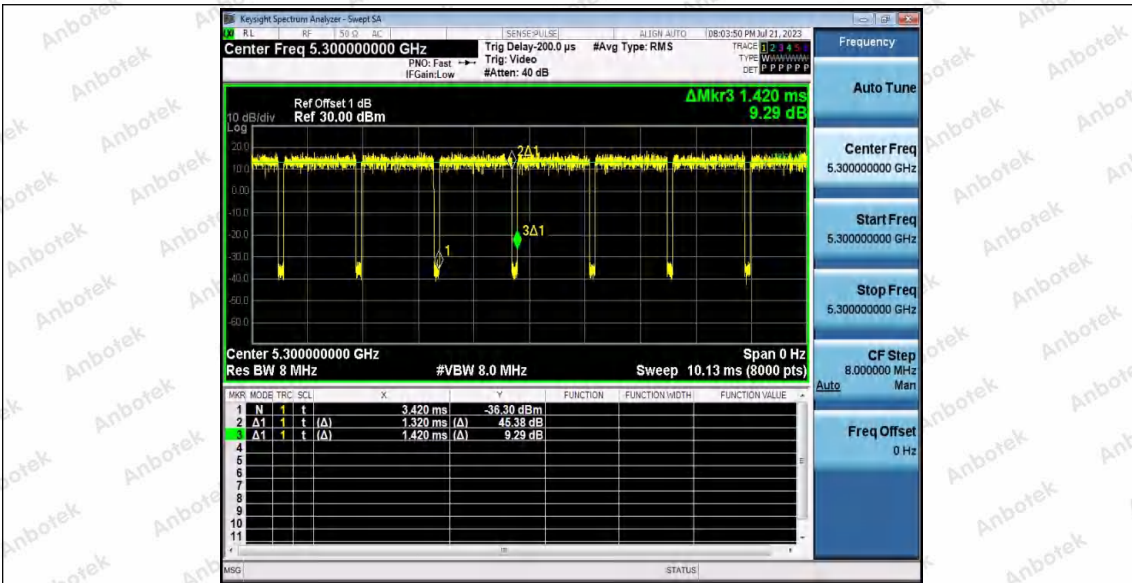 Keysight Spectrum Analyzer - Swept SA
RL RF 50 Ω AC SENSE:PULSE ALIGN AUTO 08:03:50 PM Jul 21, 2023
Center Freq 5.300000000 GHz
PNO: Fast
IFGain:Low
Trig Delay-200.0 µs
Trig: Video
#Atten: 40 dB
#Avg Type: RMS
TRACE 1 2 3 4 5 6
TYPE WWWWWW
DET P P P P P P
ΔMkr3 1.420 ms
9.29 dB
Ref Offset 1 dB
10 dB/div Ref 30.00 dBm
Log
20.0
10.0
0.00
-10.0
-20.0
-30.0
-40.0
-50.0
-60.0
2Δ1
3Δ1
1
Center 5.300000000 GHz Span 0 Hz
Res BW 8 MHz #VBW 8.0 MHz Sweep 10.13 ms (8000 pts)
MKR MODE TRC SCL X Y FUNCTION FUNCTION WIDTH FUNCTION VALUE
1 N 1 t 3.420 ms -36.30 dBm
2 Δ1 1 t (Δ) 1.320 ms (Δ) 45.38 dB
3 Δ1 1 t (Δ) 1.420 ms (Δ) 9.29 dB
4
5
6
7
8
9
10
11
MSG STATUS
Frequency
Auto Tune
Center Freq
5.300000000 GHz
Start Freq
5.300000000 GHz
Stop Freq
5.300000000 GHz
CF Step
8.000000 MHz
Auto Man
Freq Offset
0 Hz
Anbotek